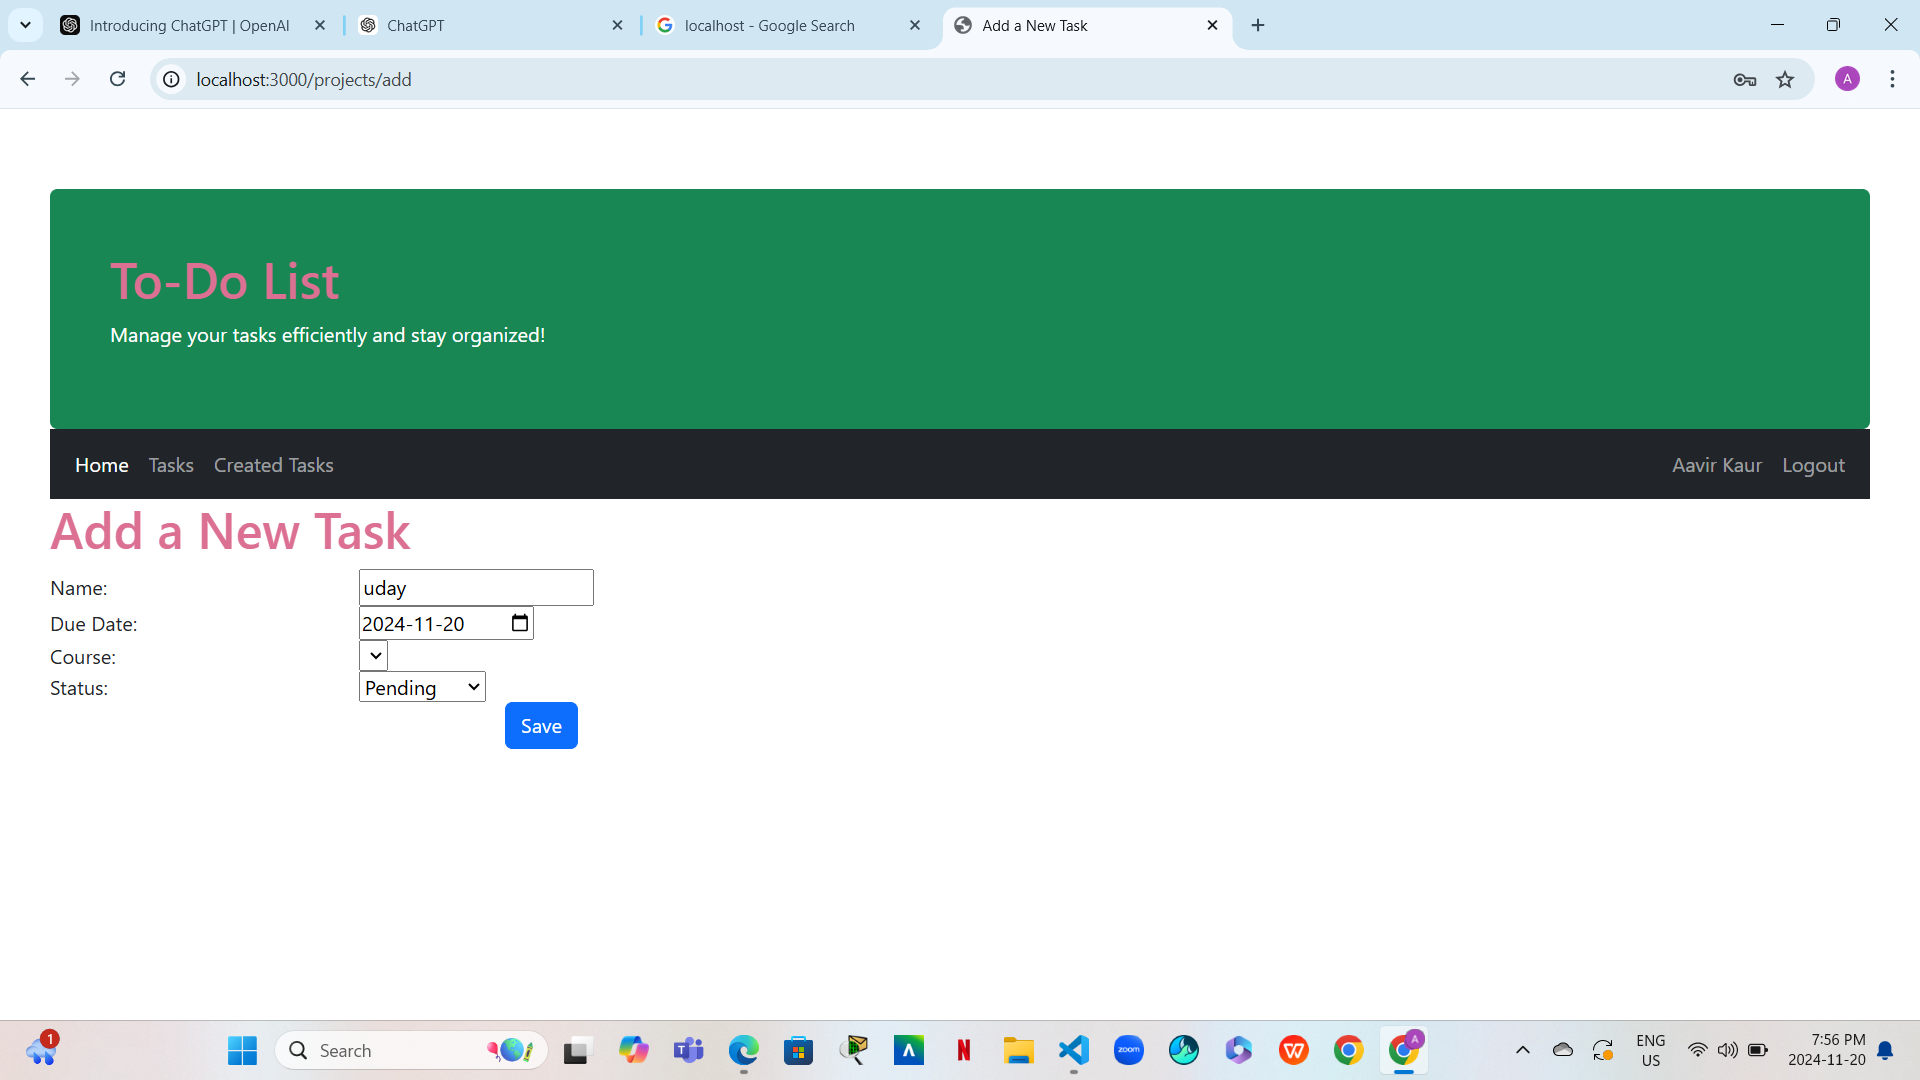 Introducing ChatGPT | OpenAI
ChatGPT
localhost - Google Search
Add a New Task
localhost:3000/projects/add
A
To-Do List
Manage your tasks efficiently and stay organized!
Home Tasks Created Tasks Aavir Kaur Logout
Add a New Task
Name: uday
Due Date: 2024-11-20
Course:
Status: Pending
Save
1
Search
T
zoom
N
W
A
ENG
US
7:56 PM
2024-11-20